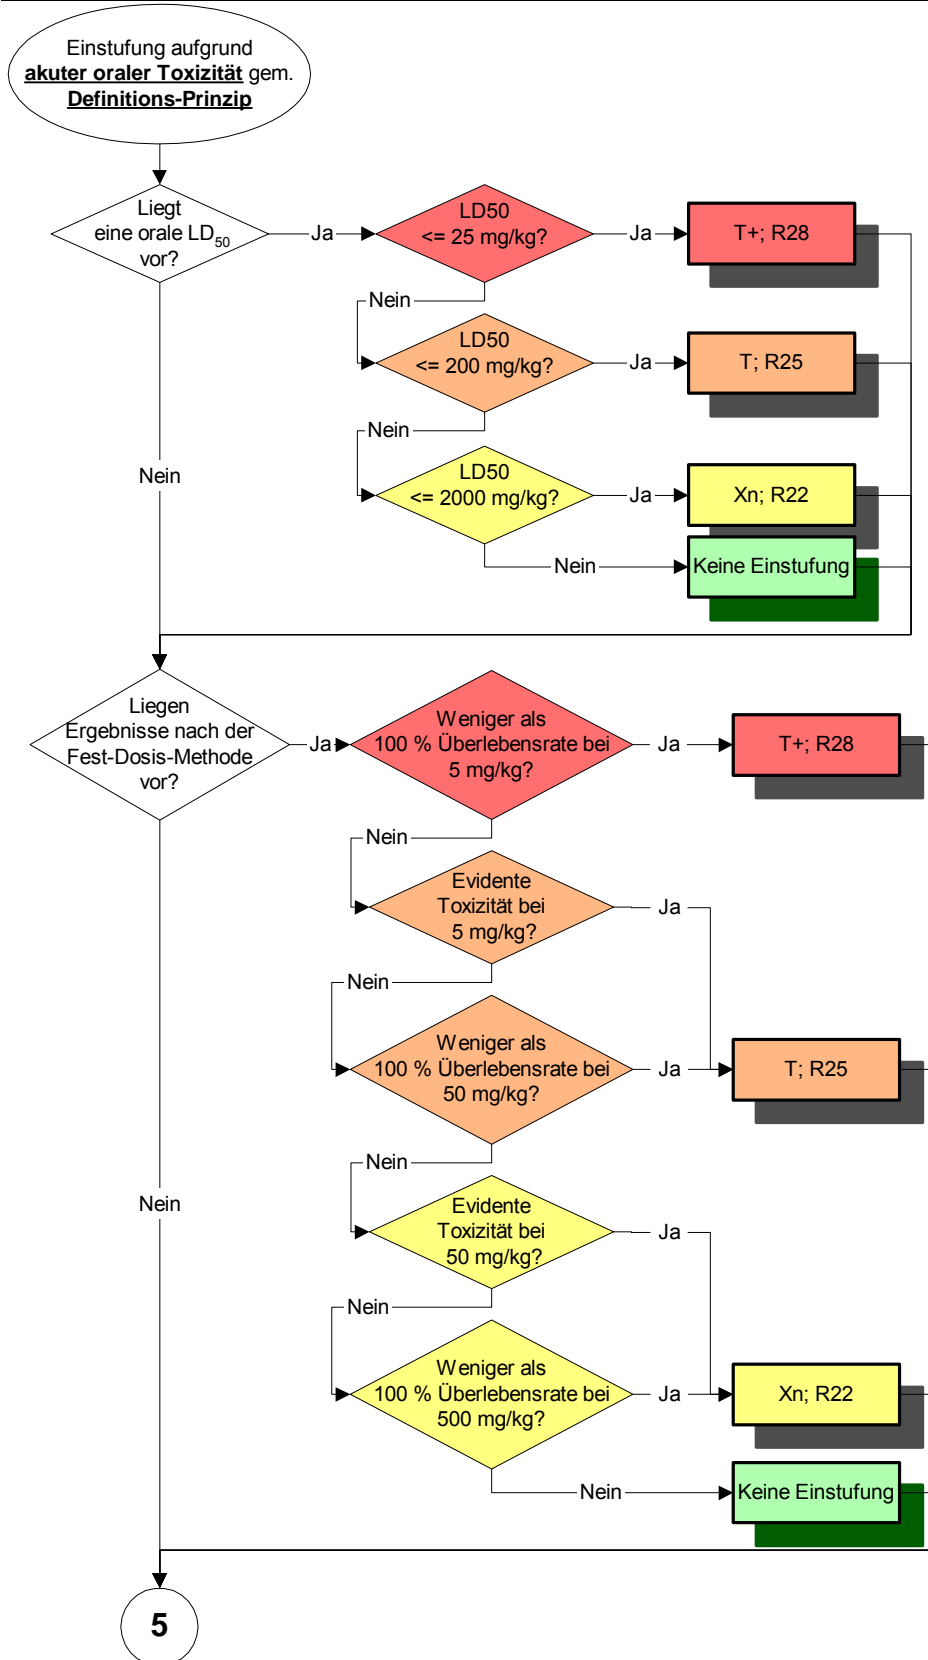 Einstufung aufgrund
akuter oraler Toxizität gem.
Definitions-Prinzip
Liegt
eine orale LD50
vor?
Ja
LD50
<= 25 mg/kg?
Ja
T+; R28
Nein
LD50
<= 200 mg/kg?
Ja
T; R25
Nein
LD50
<= 2000 mg/kg?
Ja
Xn; R22
Nein
Nein
Keine Einstufung
Liegen
Ergebnisse nach der
Fest-Dosis-Methode
vor?
Ja
Weniger als
100 % Überlebensrate bei
5 mg/kg?
Ja
T+; R28
Nein
Evidente
Toxizität bei
5 mg/kg?
Ja
Nein
Weniger als
100 % Überlebensrate bei
50 mg/kg?
Ja
T; R25
Nein
Nein
Evidente
Toxizität bei
50 mg/kg?
Ja
Nein
Weniger als
100 % Überlebensrate bei
500 mg/kg?
Ja
Xn; R22
Nein
Keine Einstufung
5